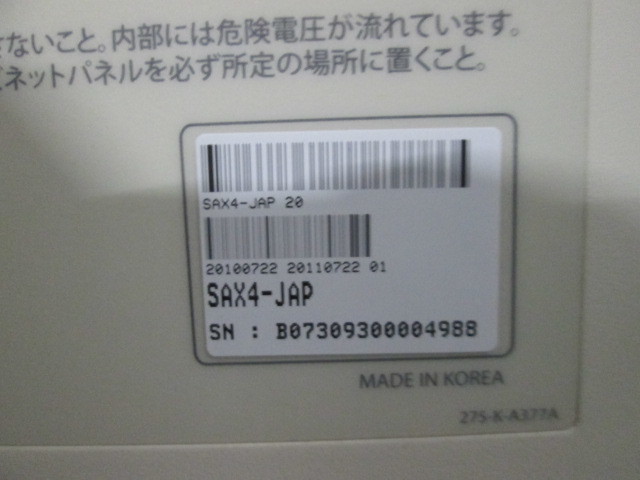 ないこと。内部には危険電圧が流れています。
ネットパネルを必ず所定の場所に置くこと。
SAX4-JAP 20
20100722 20110722 01
SAX4-JAP
SN : B07309300004988
MADE IN KOREA
275-K-A377A